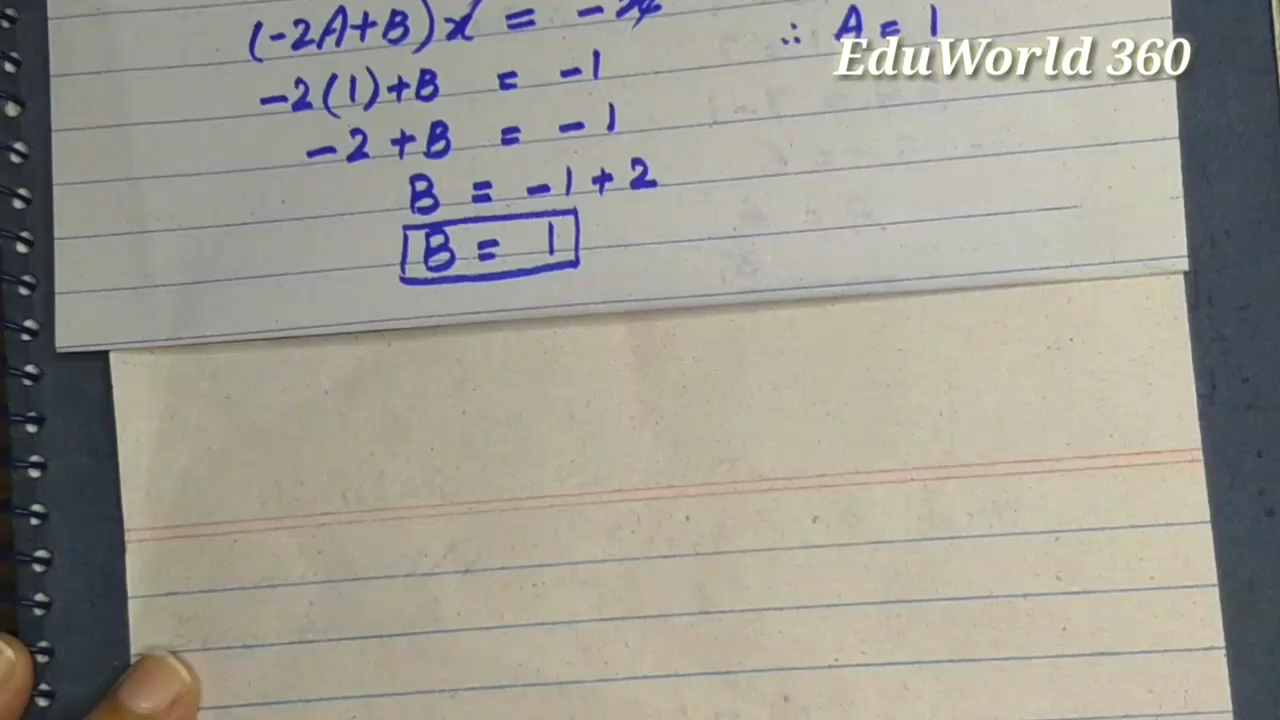 (-2A+B)x = -x ∴ A = 1
EduWorld 360
-2(1)+B = -1
-2 + B = -1
B = -1 + 2
B = 1